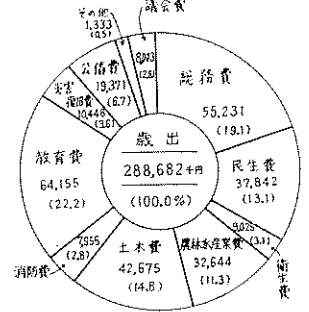 その他
1,333
(0.5)
議会費
8,003
(2.8)
総務費
55,231
(19.1)
民生費
37,842
(13.1)
9,025
(3.1)
衛生費
農林水産業費
32,644
(11.3)
土木費
42,675
(14.8)
7,955
(2.8)
消防費
教育費
64,155
(22.2)
災害
復旧費
10,448
(3.6)
公債費
19,371
(6.7)
歳出
288,682千円
(100.0%)